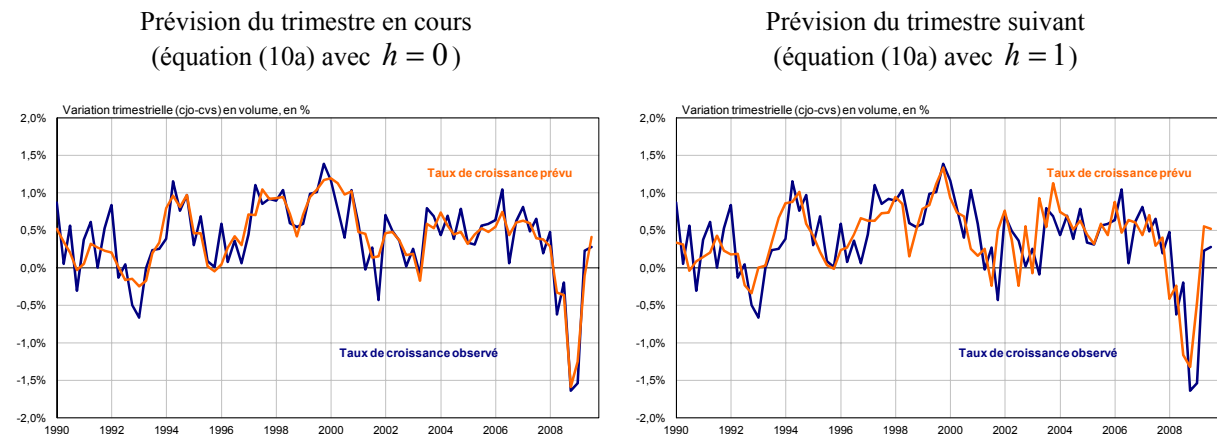 Prévision du trimestre en cours
(équation (10a) avec h = 0)
Variation trimestrielle (cjo-cvs) en volume, en %
2,0%
1,5%
1,0%
0,5%
0,0%
-0,5%
-1,0%
-1,5%
-2,0%
Taux de croissance prévu
Taux de croissance observé
1990 1992 1994 1996 1998 2000 2002 2004 2006 2008
Prévision du trimestre suivant
(équation (10a) avec h = 1)
Variation trimestrielle (cjo-cvs) en volume, en %
2,0%
1,5%
1,0%
0,5%
0,0%
-0,5%
-1,0%
-1,5%
-2,0%
Taux de croissance prévu
Taux de croissance observé
1990 1992 1994 1996 1998 2000 2002 2004 2006 2008